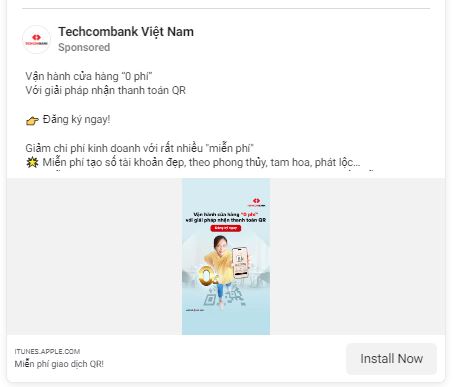 Techcombank Việt Nam
TECHCOMBANK
Sponsored
Vận hành cửa hàng "0 phí"
Với giải pháp nhận thanh toán QR
👉 Đăng ký ngay!
Giảm chi phí kinh doanh với rất nhiều "miễn phí"
💥 Miễn phí tạo số tài khoản đẹp, theo phong thủy, tam hoa, phát lộc...
Vận hành cửa hàng "0 phí"
với giải pháp nhận thanh toán QR
Đăng ký ngay
0đ
ITUNES.APPLE.COM
Miễn phí giao dịch QR!
Install Now